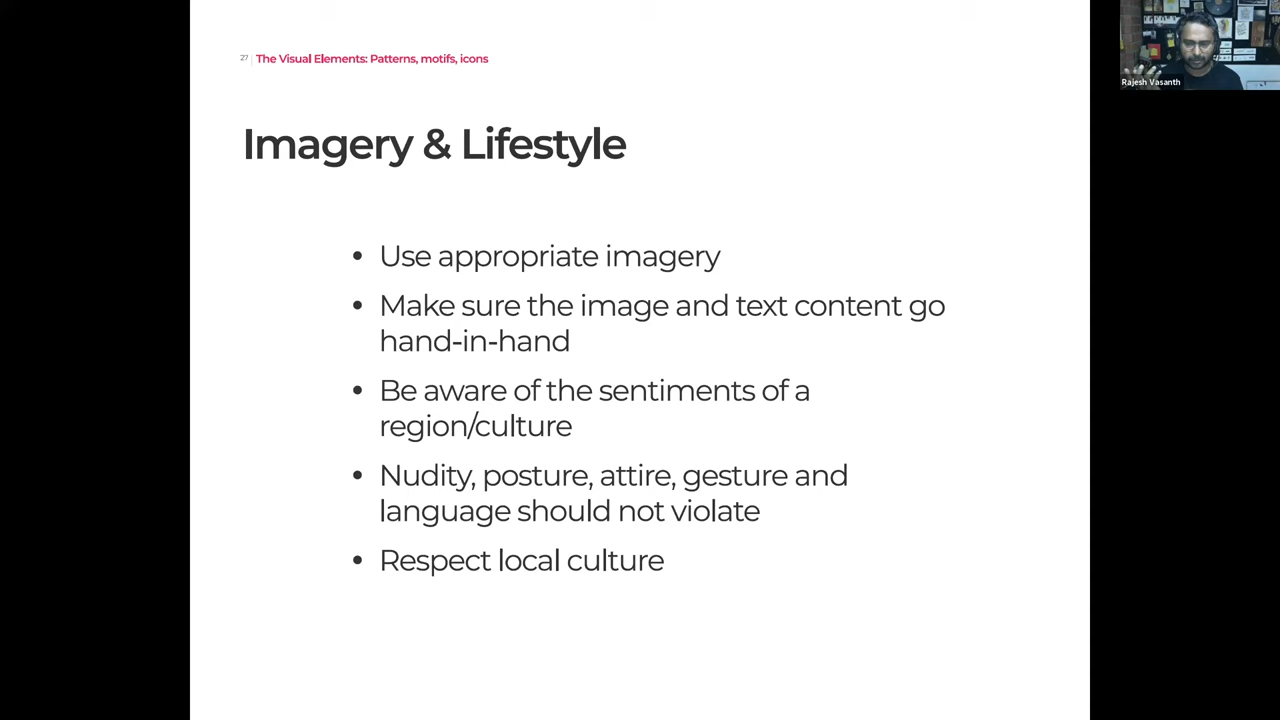 27 The Visual Elements: Patterns, motifs, icons
Rajesh Vasanth
Imagery & Lifestyle
• Use appropriate imagery
• Make sure the image and text content go
hand-in-hand
• Be aware of the sentiments of a
region/culture
• Nudity, posture, attire, gesture and
language should not violate
• Respect local culture